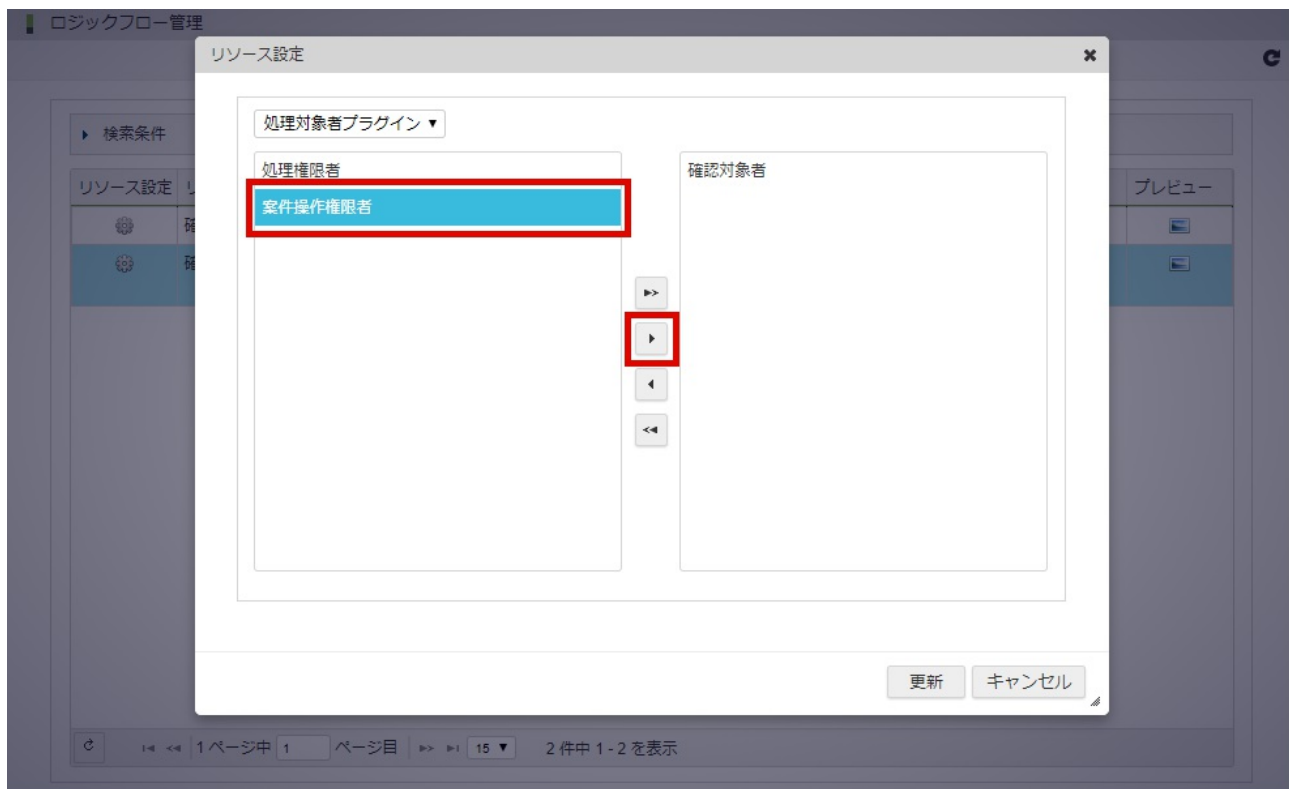 ロジックフロー管理
リソース設定
検索条件
処理対象者プラグイン ▼
処理権限者
確認対象者
案件操作権限者
リソース設定
プレビュー
更新
キャンセル
1 ページ中 1 ページ目 15 ▼ 2 件中 1 - 2 を表示